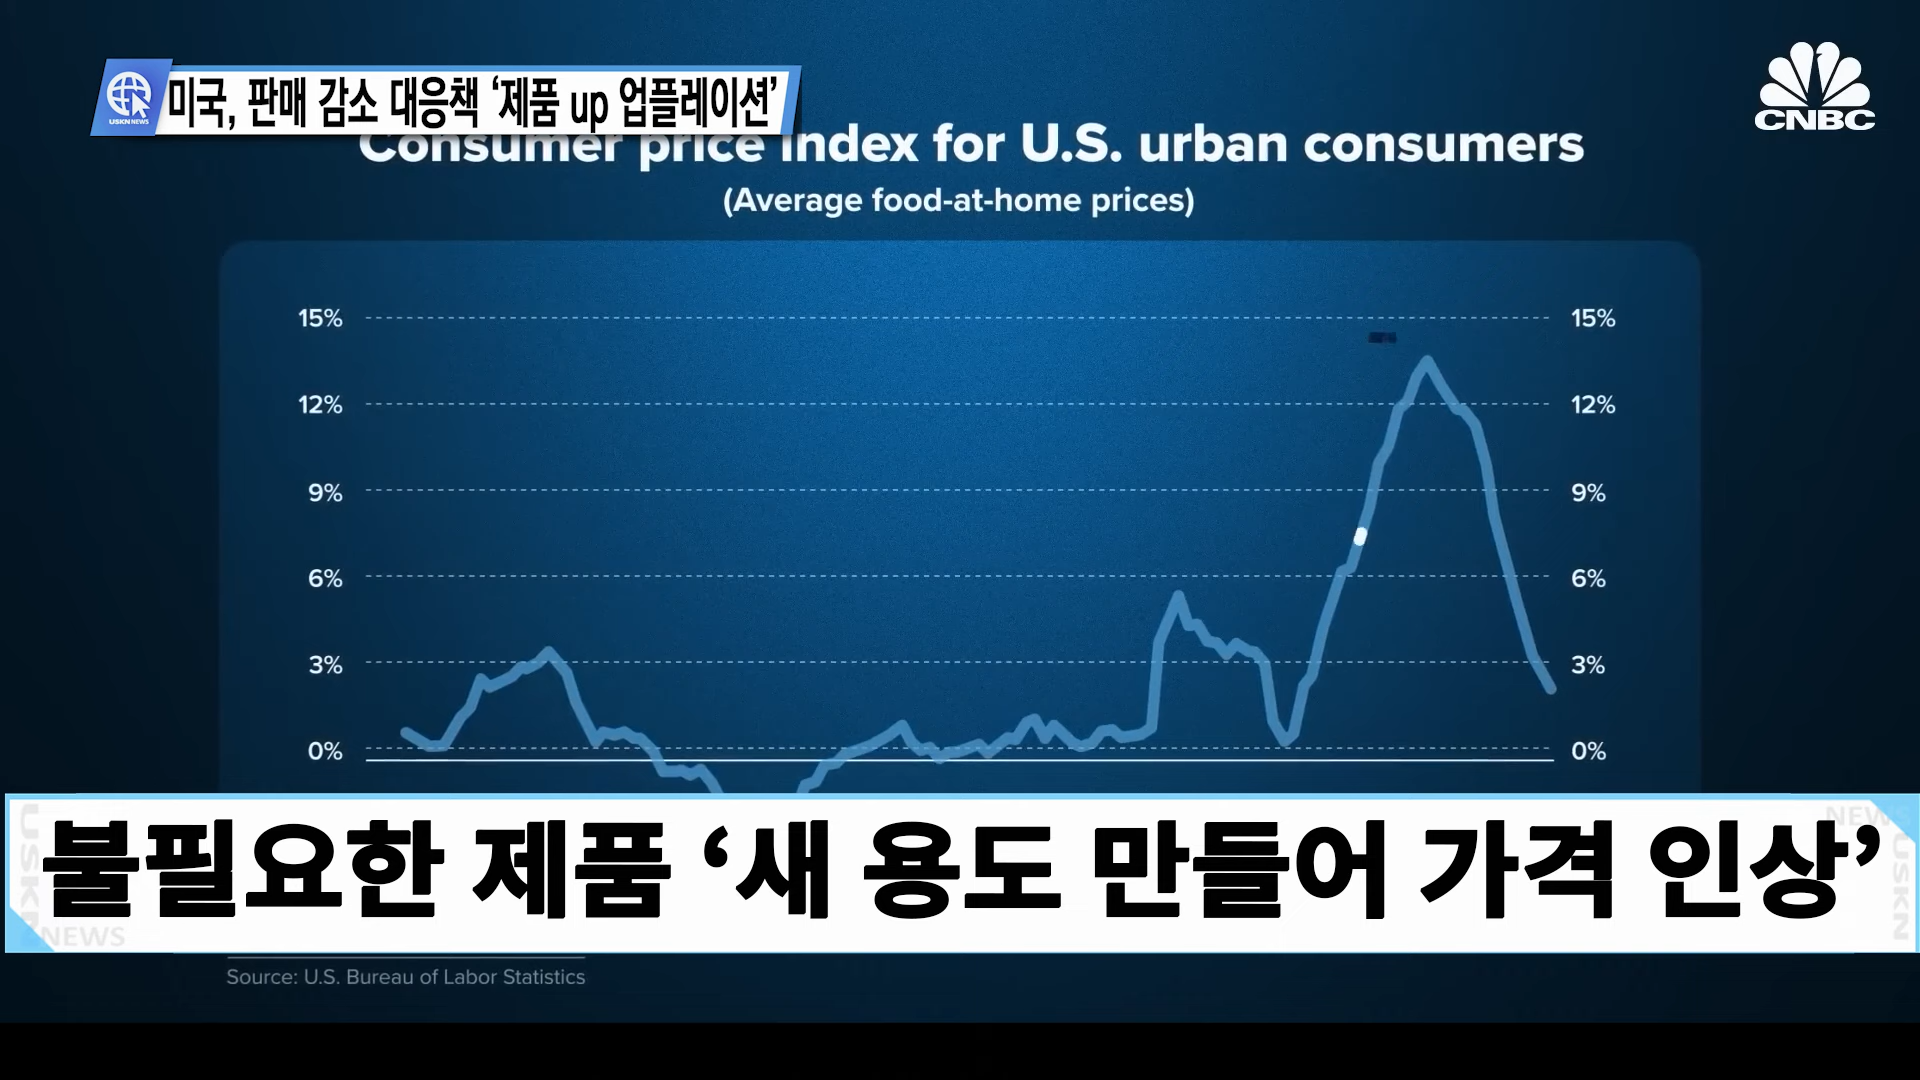 미국, 판매 감소 대응책 ‘제품 up 업플레이션’
USKN NEWS
CNBC
Consumer price index for U.S. urban consumers
(Average food-at-home prices)
15% 15%
12% 12%
9% 9%
6% 6%
3% 3%
0% 0%
불필요한 제품 ‘새 용도 만들어 가격 인상’
USKN NEWS
NEWS USKN
Source: U.S. Bureau of Labor Statistics